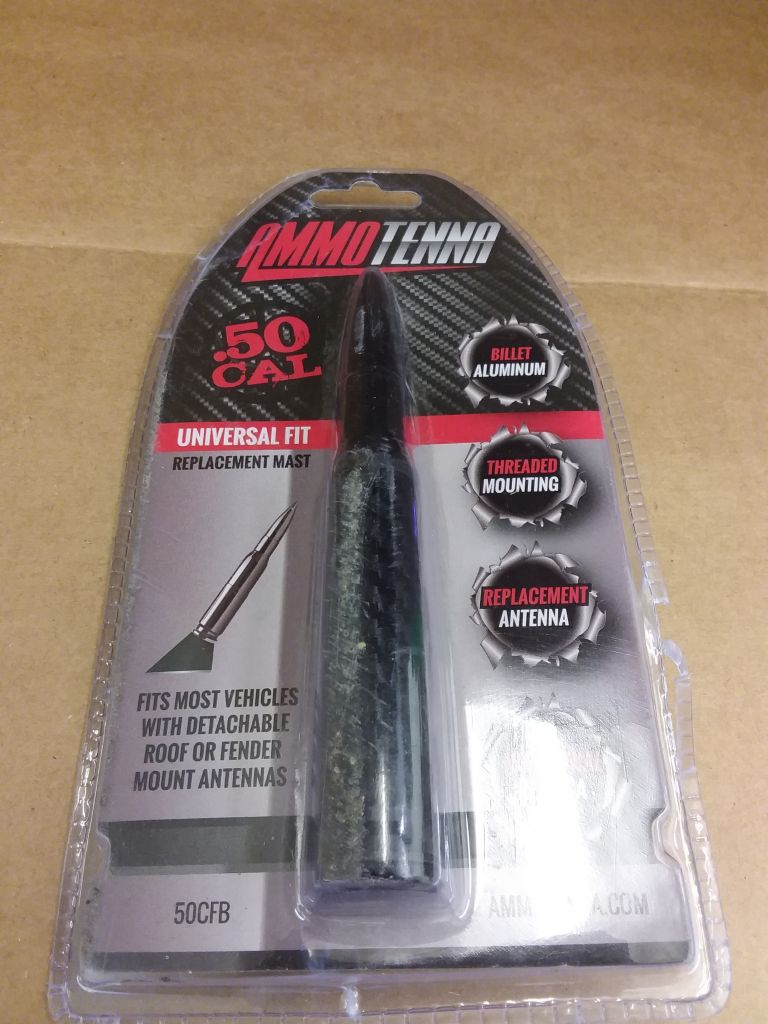 AMMOTENNA
.50
CAL
BILLET
ALUMINUM
UNIVERSAL FIT
REPLACEMENT MAST
THREADED
MOUNTING
REPLACEMENT
ANTENNA
FITS MOST VEHICLES
WITH DETACHABLE
ROOF OR FENDER
MOUNT ANTENNAS
50CFB